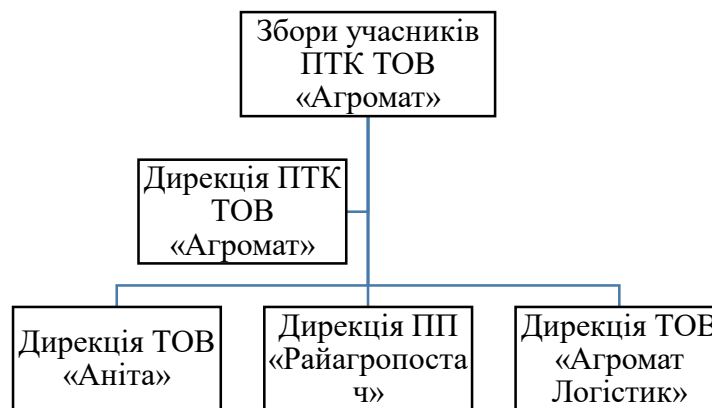 Збори учасників
ПТК ТОВ
«Агромат»
Дирекція ПТК
ТОВ
«Агромат»
Дирекція ТОВ
«Аніта»
Дирекція ПП
«Райагропоста
ч»
Дирекція ТОВ
«Агромат
Логістик»